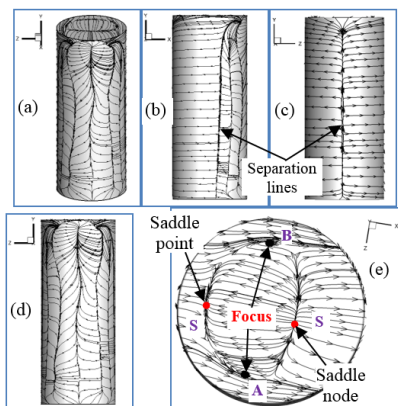 (a)
(b)
(c)
Separation
lines
(d)
(e)
Saddle
point
B
S
Focus
S
A
Saddle
node